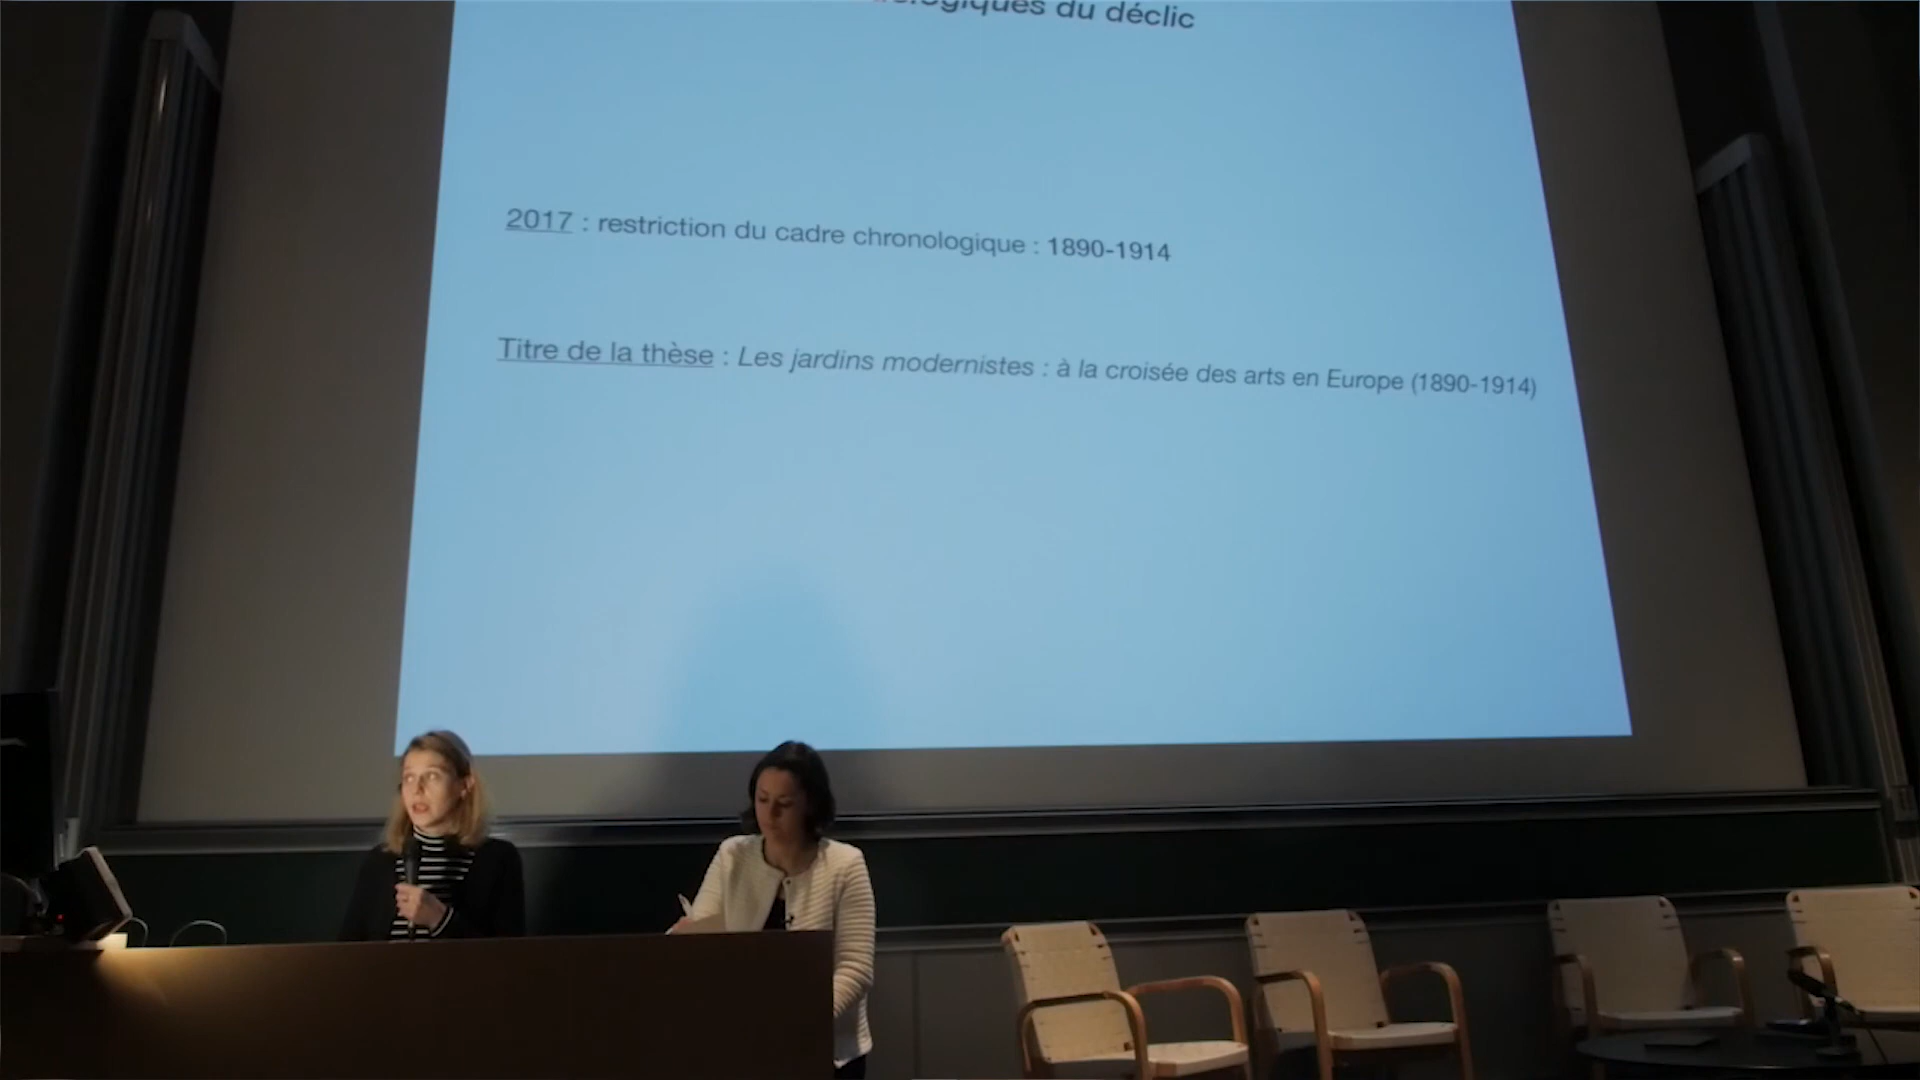 du déclic
2017 : restriction du cadre chronologique : 1890-1914
Titre de la thèse : Les jardins modernistes : à la croisée des arts en Europe (1890-1914)